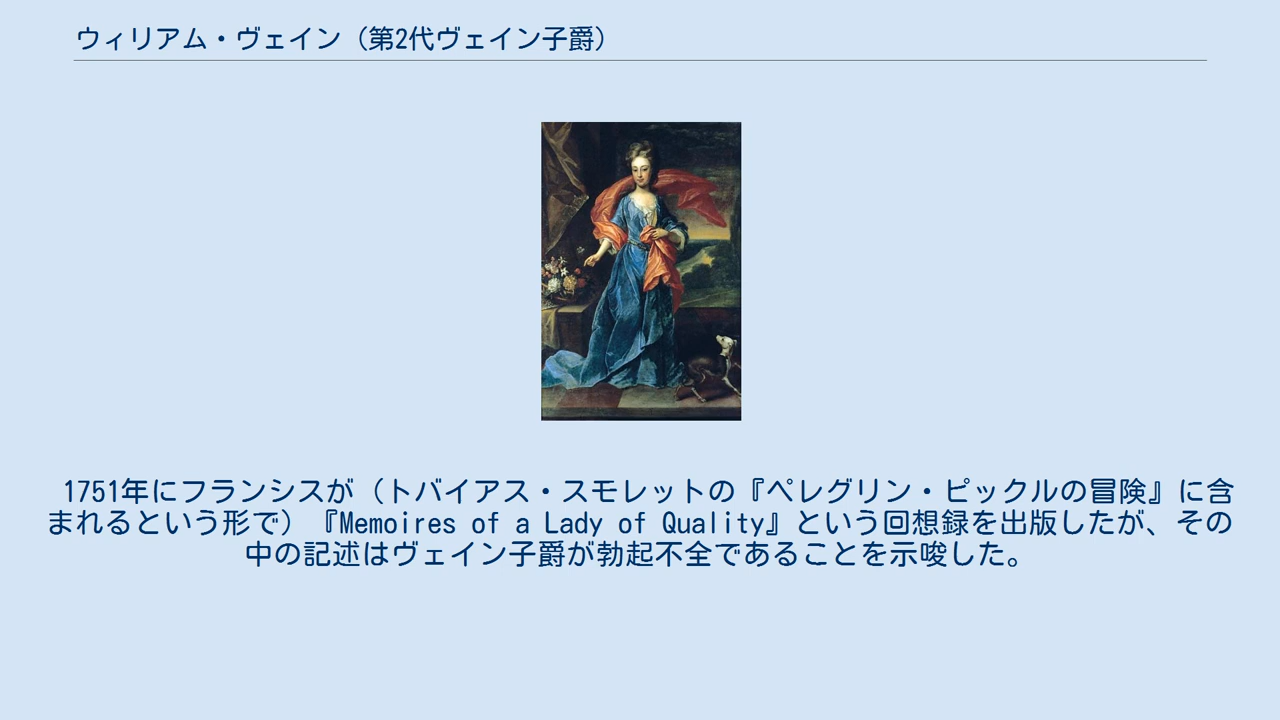 ウィリアム・ヴェイン（第2代ヴェイン子爵）
1751年にフランシスが（トバイアス・スモレットの『ペレグリン・ピックルの冒険』に含
まれるという形で）『Memoires of a Lady of Quality』という回想録を出版したが、その
中の記述はヴェイン子爵が勃起不全であることを示唆した。